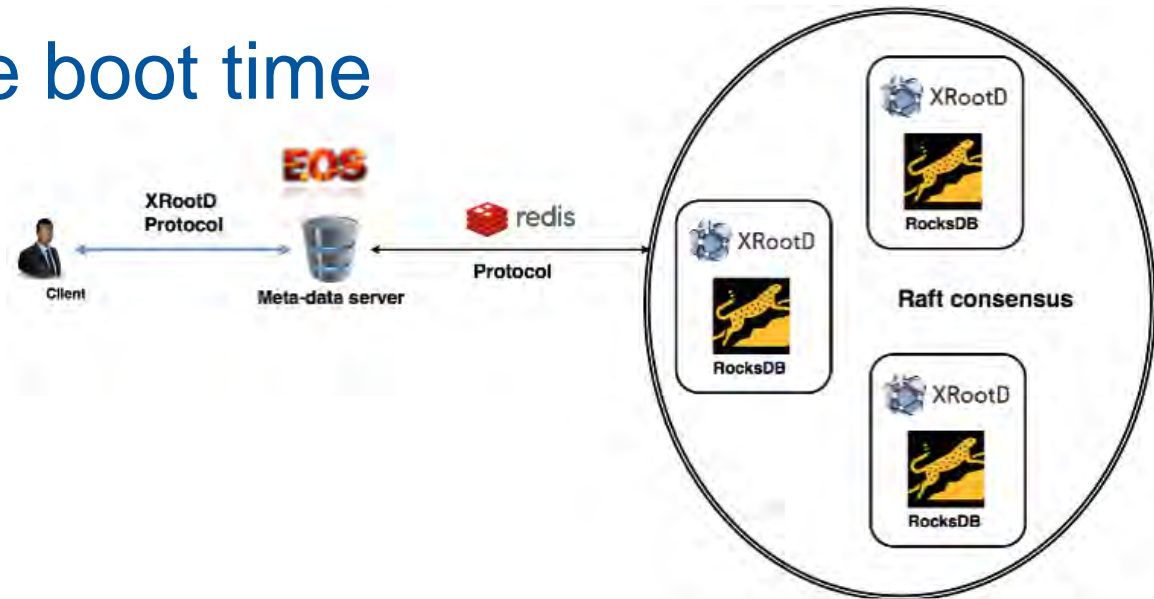 e boot time
EOS
XRootD
Protocol
redis
Protocol
Client
Meta-data server
XRootD
RocksDB
XRootD
RocksDB
Raft consensus
XRootD
RocksDB